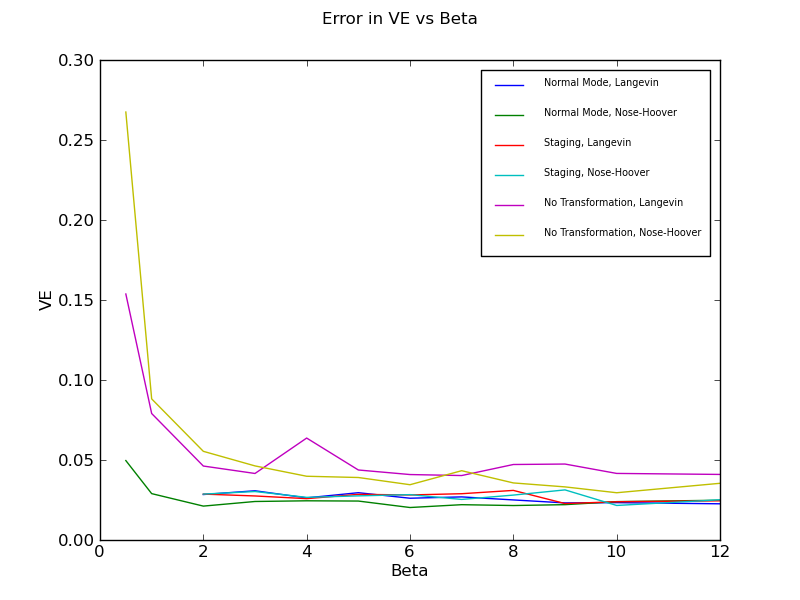 Error in VE vs Beta
0.30
0.25
0.20
0.15
0.10
0.05
0.00
VE
Normal Mode, Langevin
Normal Mode, Nose-Hoover
Staging, Langevin
Staging, Nose-Hoover
No Transformation, Langevin
No Transformation, Nose-Hoover
0 2 4 6 8 10 12
Beta